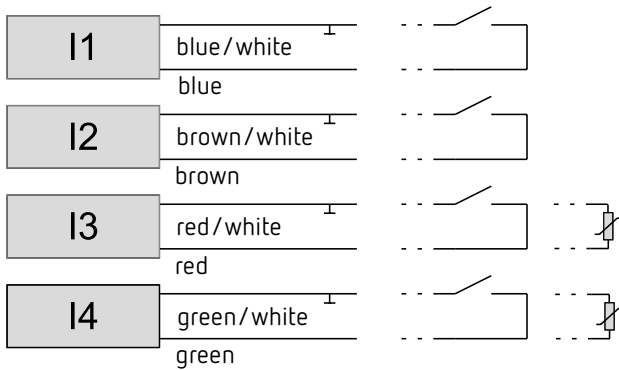 I1
blue/white
blue
I2
brown/white
brown
I3
red/white
red
I4
green/white
green